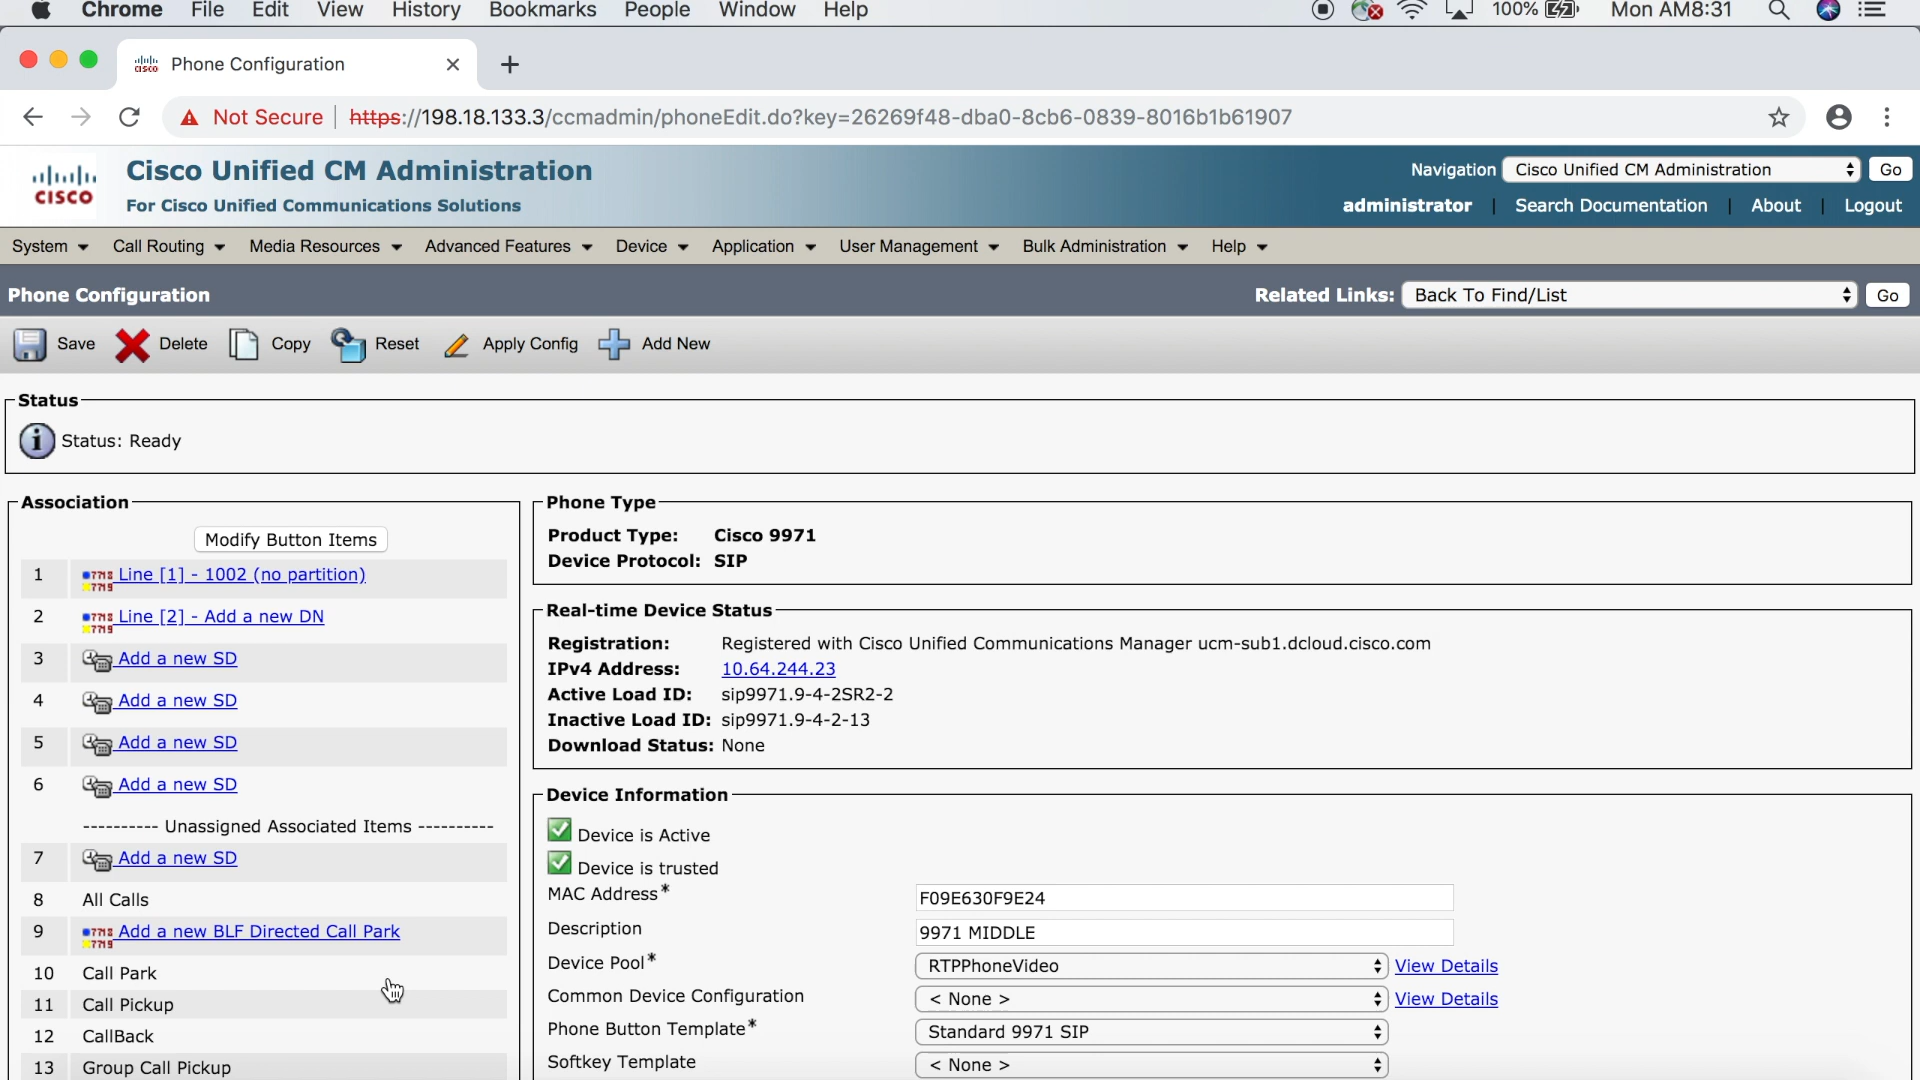 Chrome File Edit View History Bookmarks People Window Help 100% Mon AM8:31
Phone Configuration
Not Secure https://198.18.133.3/ccmadmin/phoneEdit.do?key=26269f48-dba0-8cb6-0839-8016b1b61907
CISCO
Cisco Unified CM Administration
For Cisco Unified Communications Solutions
Navigation Cisco Unified CM Administration Go
administrator Search Documentation About Logout
System Call Routing Media Resources Advanced Features Device Application User Management Bulk Administration Help
Phone Configuration
Related Links: Back To Find/List Go
Save Delete Copy Reset Apply Config Add New
Status
Status: Ready
Association
Modify Button Items
1 Line [1] - 1002 (no partition)
2 Line [2] - Add a new DN
3 Add a new SD
4 Add a new SD
5 Add a new SD
6 Add a new SD
---------- Unassigned Associated Items ----------
7 Add a new SD
8 All Calls
9 Add a new BLF Directed Call Park
10 Call Park
11 Call Pickup
12 CallBack
13 Group Call Pickup
Phone Type
Product Type: Cisco 9971
Device Protocol: SIP
Real-time Device Status
Registration: Registered with Cisco Unified Communications Manager ucm-sub1.dcloud.cisco.com
IPv4 Address: 10.64.244.23
Active Load ID: sip9971.9-4-2SR2-2
Inactive Load ID: sip9971.9-4-2-13
Download Status: None
Device Information
Device is Active
Device is trusted
MAC Address* F09E630F9E24
Description 9971 MIDDLE
Device Pool* RTPPhoneVideo View Details
Common Device Configuration < None > View Details
Phone Button Template* Standard 9971 SIP
Softkey Template < None >